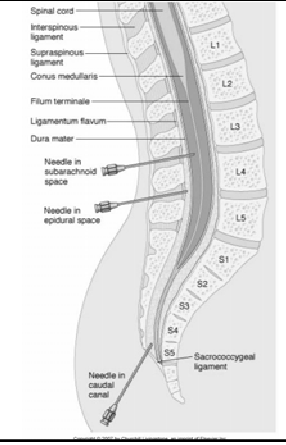 Spinal cord
Interspinous
ligament
Supraspinous
ligament
Conus medullaris
Filum terminale
Ligamentum flavum
Dura mater
Needle in
subarachnoid
space
Needle in
epidural space
L1
L2
L3
L4
L5
S1
S2
S3
S4
S5
Sacrococcygeal
ligament
Needle in
caudal
canal